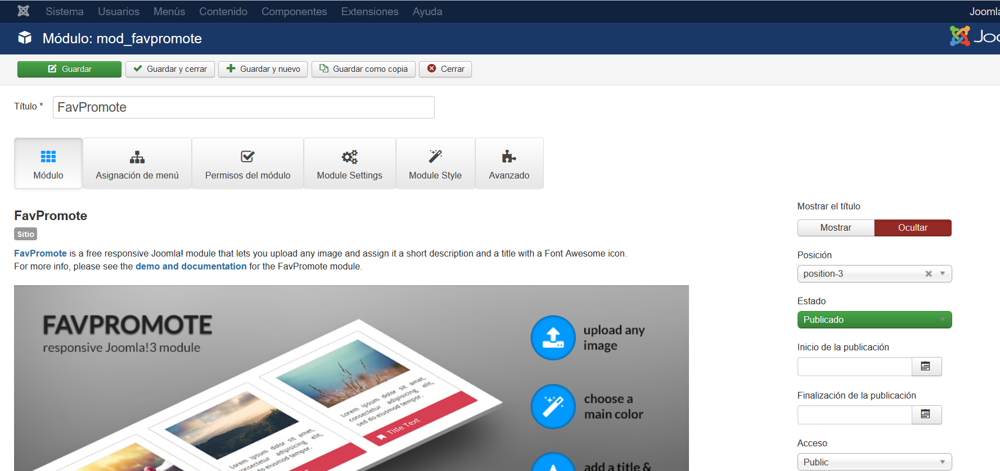 Sistema Usuarios Menús Contenido Componentes Extensiones Ayuda
Módulo: mod_favpromote
Guardar Guardar y cerrar Guardar y nuevo Guardar como copia Cerrar
Título * FavPromote
Módulo Asignación de menú Permisos del módulo Module Settings Module Style Avanzado
FavPromote
Sitio
FavPromote is a free responsive Joomla! module that lets you upload any image and assign it a short description and a title with a Font Awesome icon.
For more info, please see the demo and documentation for the FavPromote module.
FAVPROMOTE
responsive Joomla!3 module
Lorem ipsum dolor sit amet,
consectetur adipisicing elit,
sed do eiusmod tempor.
Title Text
Lorem ipsum dolor sit amet,
consectetur adipisicing elit,
sed do eiusmod tempor.
upload any
image
choose a
main color
add a title &
Mostrar el título
Mostrar Ocultar
Posición
position-3
Estado
Publicado
Inicio de la publicación
Finalización de la publicación
Acceso
Public